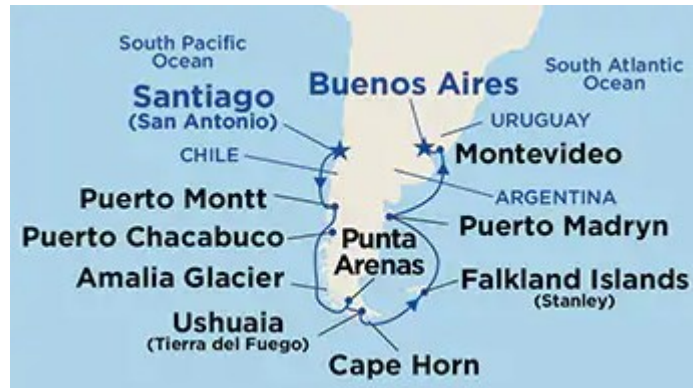 South Pacific
Ocean
South Atlantic
Ocean
Buenos Aires
Santiago
(San Antonio)
URUGUAY
CHILE
Montevideo
Puerto Montt
ARGENTINA
Puerto Madryn
Puerto Chacabuco
Punta
Arenas
Amalia Glacier
Falkland Islands
(Stanley)
Ushuaia
(Tierra del Fuego)
Cape Horn